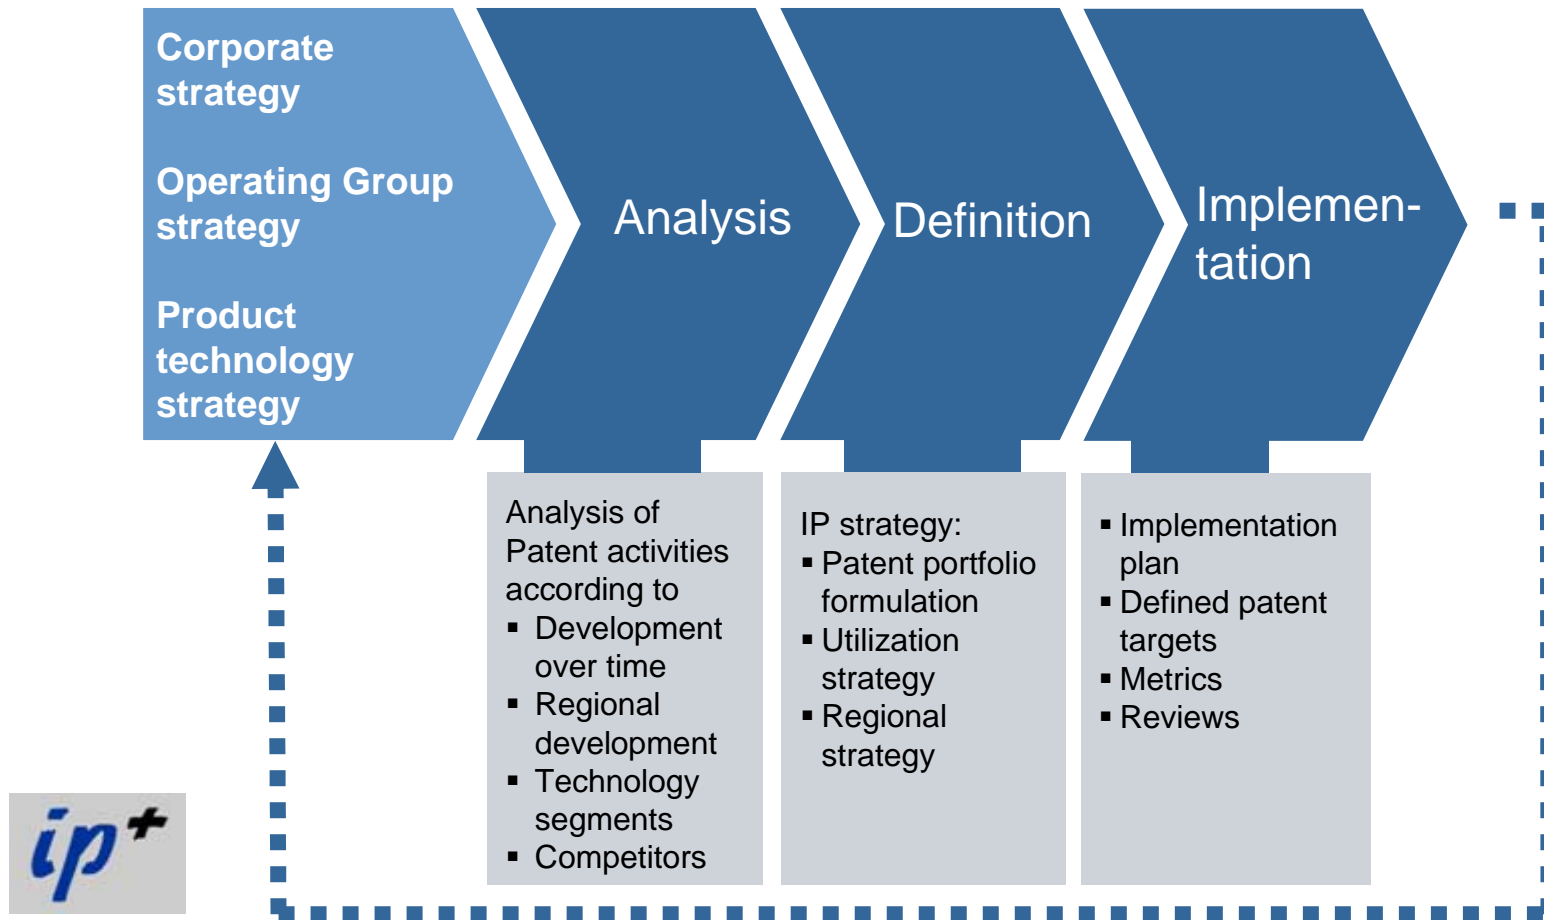 Corporate
strategy
Operating Group
strategy
Product
technology
strategy
Analysis
Definition
Implemen-
tation
Analysis of
Patent activities
according to
▪ Development
over time
▪ Regional
development
▪ Technology
segments
▪ Competitors
IP strategy:
▪ Patent portfolio
formulation
▪ Utilization
strategy
▪ Regional
strategy
▪ Implementation
plan
▪ Defined patent
targets
▪ Metrics
▪ Reviews
ip+